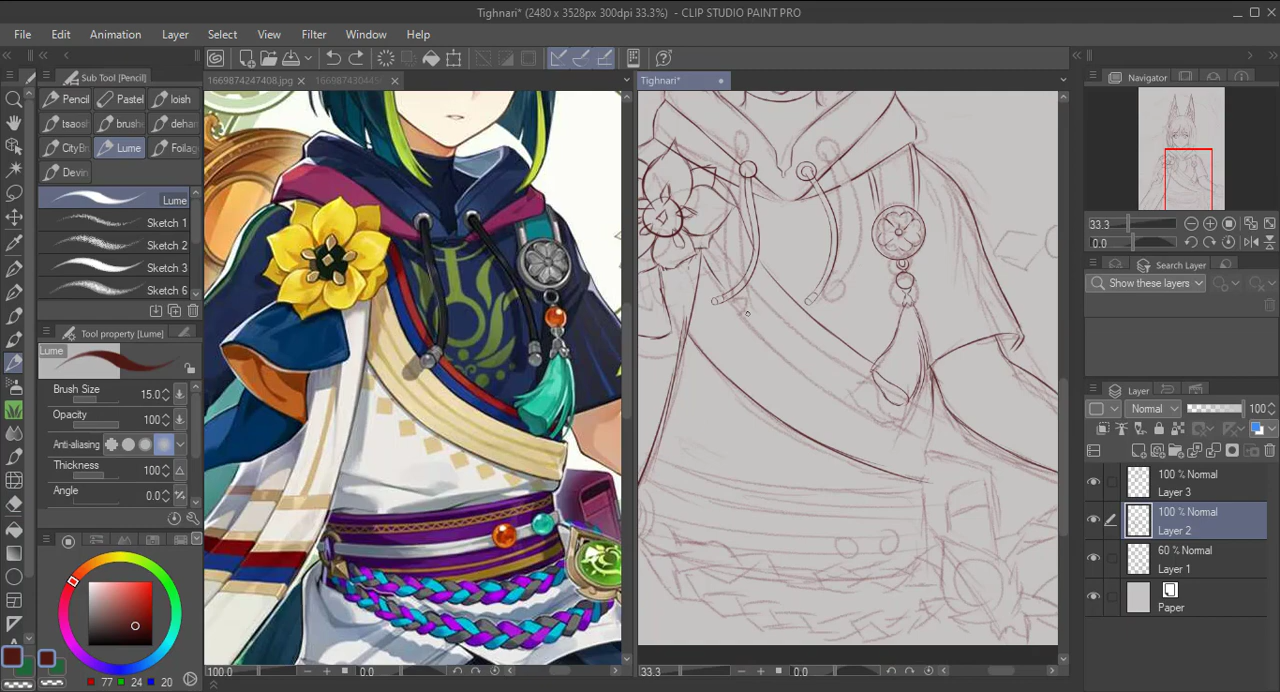 Tighnari* (2480 x 3528px 300dpi 33.3%) - CLIP STUDIO PAINT PRO
File Edit Animation Layer Select View Filter Window Help
Sub Tool [Pencil]
1669874247408.jpg
Tighnari*
Navigator
Pencil Pastel loish
tsaos brushe dehar
CityBr Lume Foliag
Devin
Lume
Sketch 1
Sketch 2
Sketch 3
Sketch 6
Tool property [Lume]
Lume
Brush Size 15.0
Opacity 100
Anti-aliasing
Thickness 100
Angle 0.0
77 24 20
100.0 0.0
33.3 0.0
33.3
0.0
Search Layer
Show these layers
Layer
Normal 100
100 % Normal
Layer 3
100 % Normal
Layer 2
60 % Normal
Layer 1
Paper